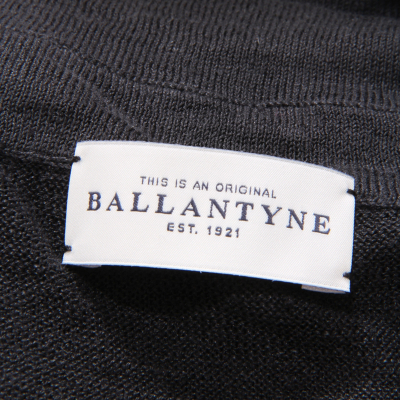 THIS IS AN ORIGINAL
BALLANTYNE
EST. 1921